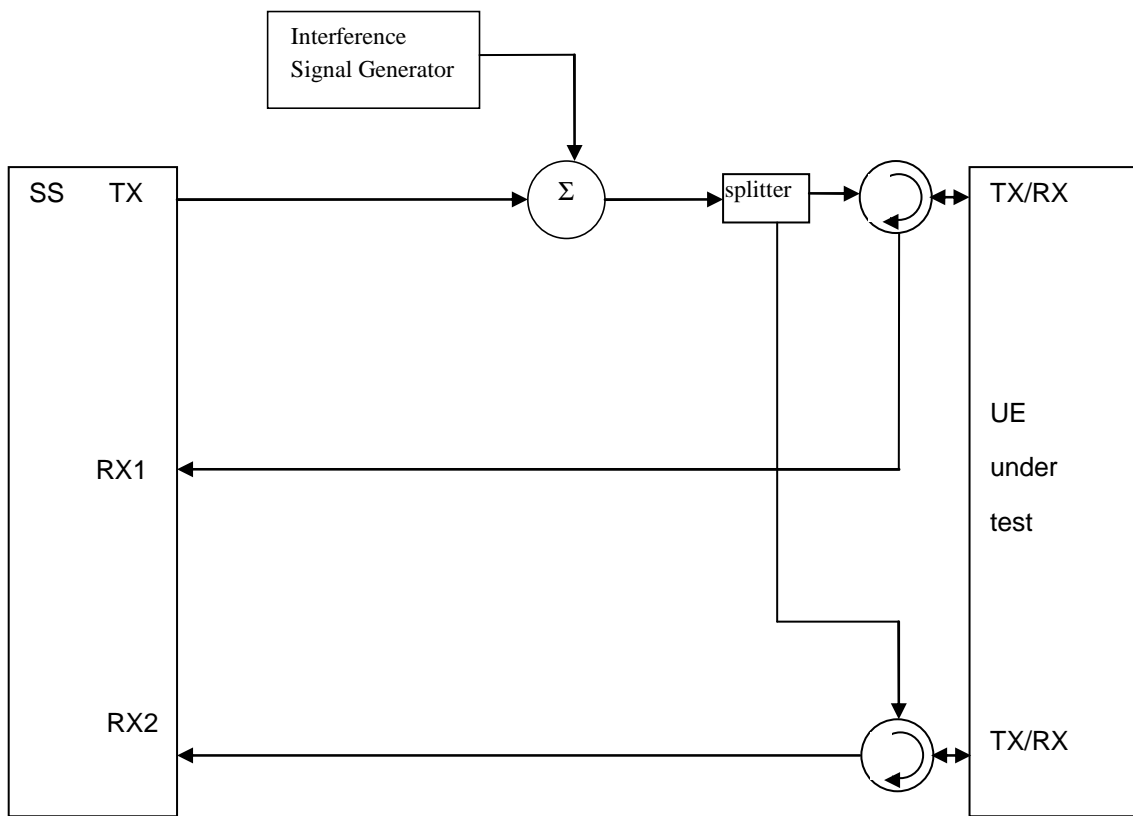 Interference
Signal Generator
SS TX
Σ
splitter
TX/RX
UE
under
test
RX1
RX2
TX/RX